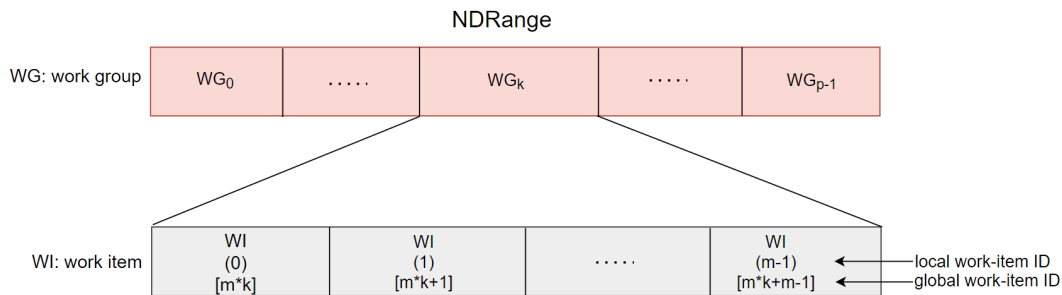 NDRange
WG: work group
WG0 ..... WGk ..... WGp-1
WI WI WI
WI: work item (0) (1) ..... (m-1) local work-item ID
[m*k] [m*k+1] [m*k+m-1] global work-item ID